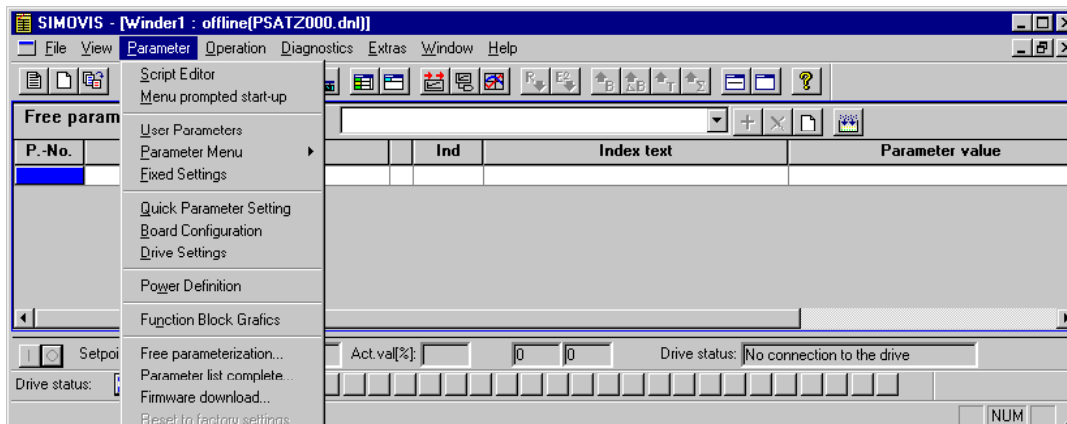 SIMOVIS - [Winder1 : offline(PSATZ000.dnl)]
File View Parameter Operation Diagnostics Extras Window Help
Script Editor
Menu prompted start-up
User Parameters
Parameter Menu
Fixed Settings
Quick Parameter Setting
Board Configuration
Drive Settings
Power Definition
Function Block Grafics
Free parameterization...
Parameter list complete...
Firmware download...
Reset to factory settings
Free param
P.-No. Ind Index text Parameter value
Setpoi Act.val[%]: 0 0 Drive status: No connection to the drive
Drive status:
NUM